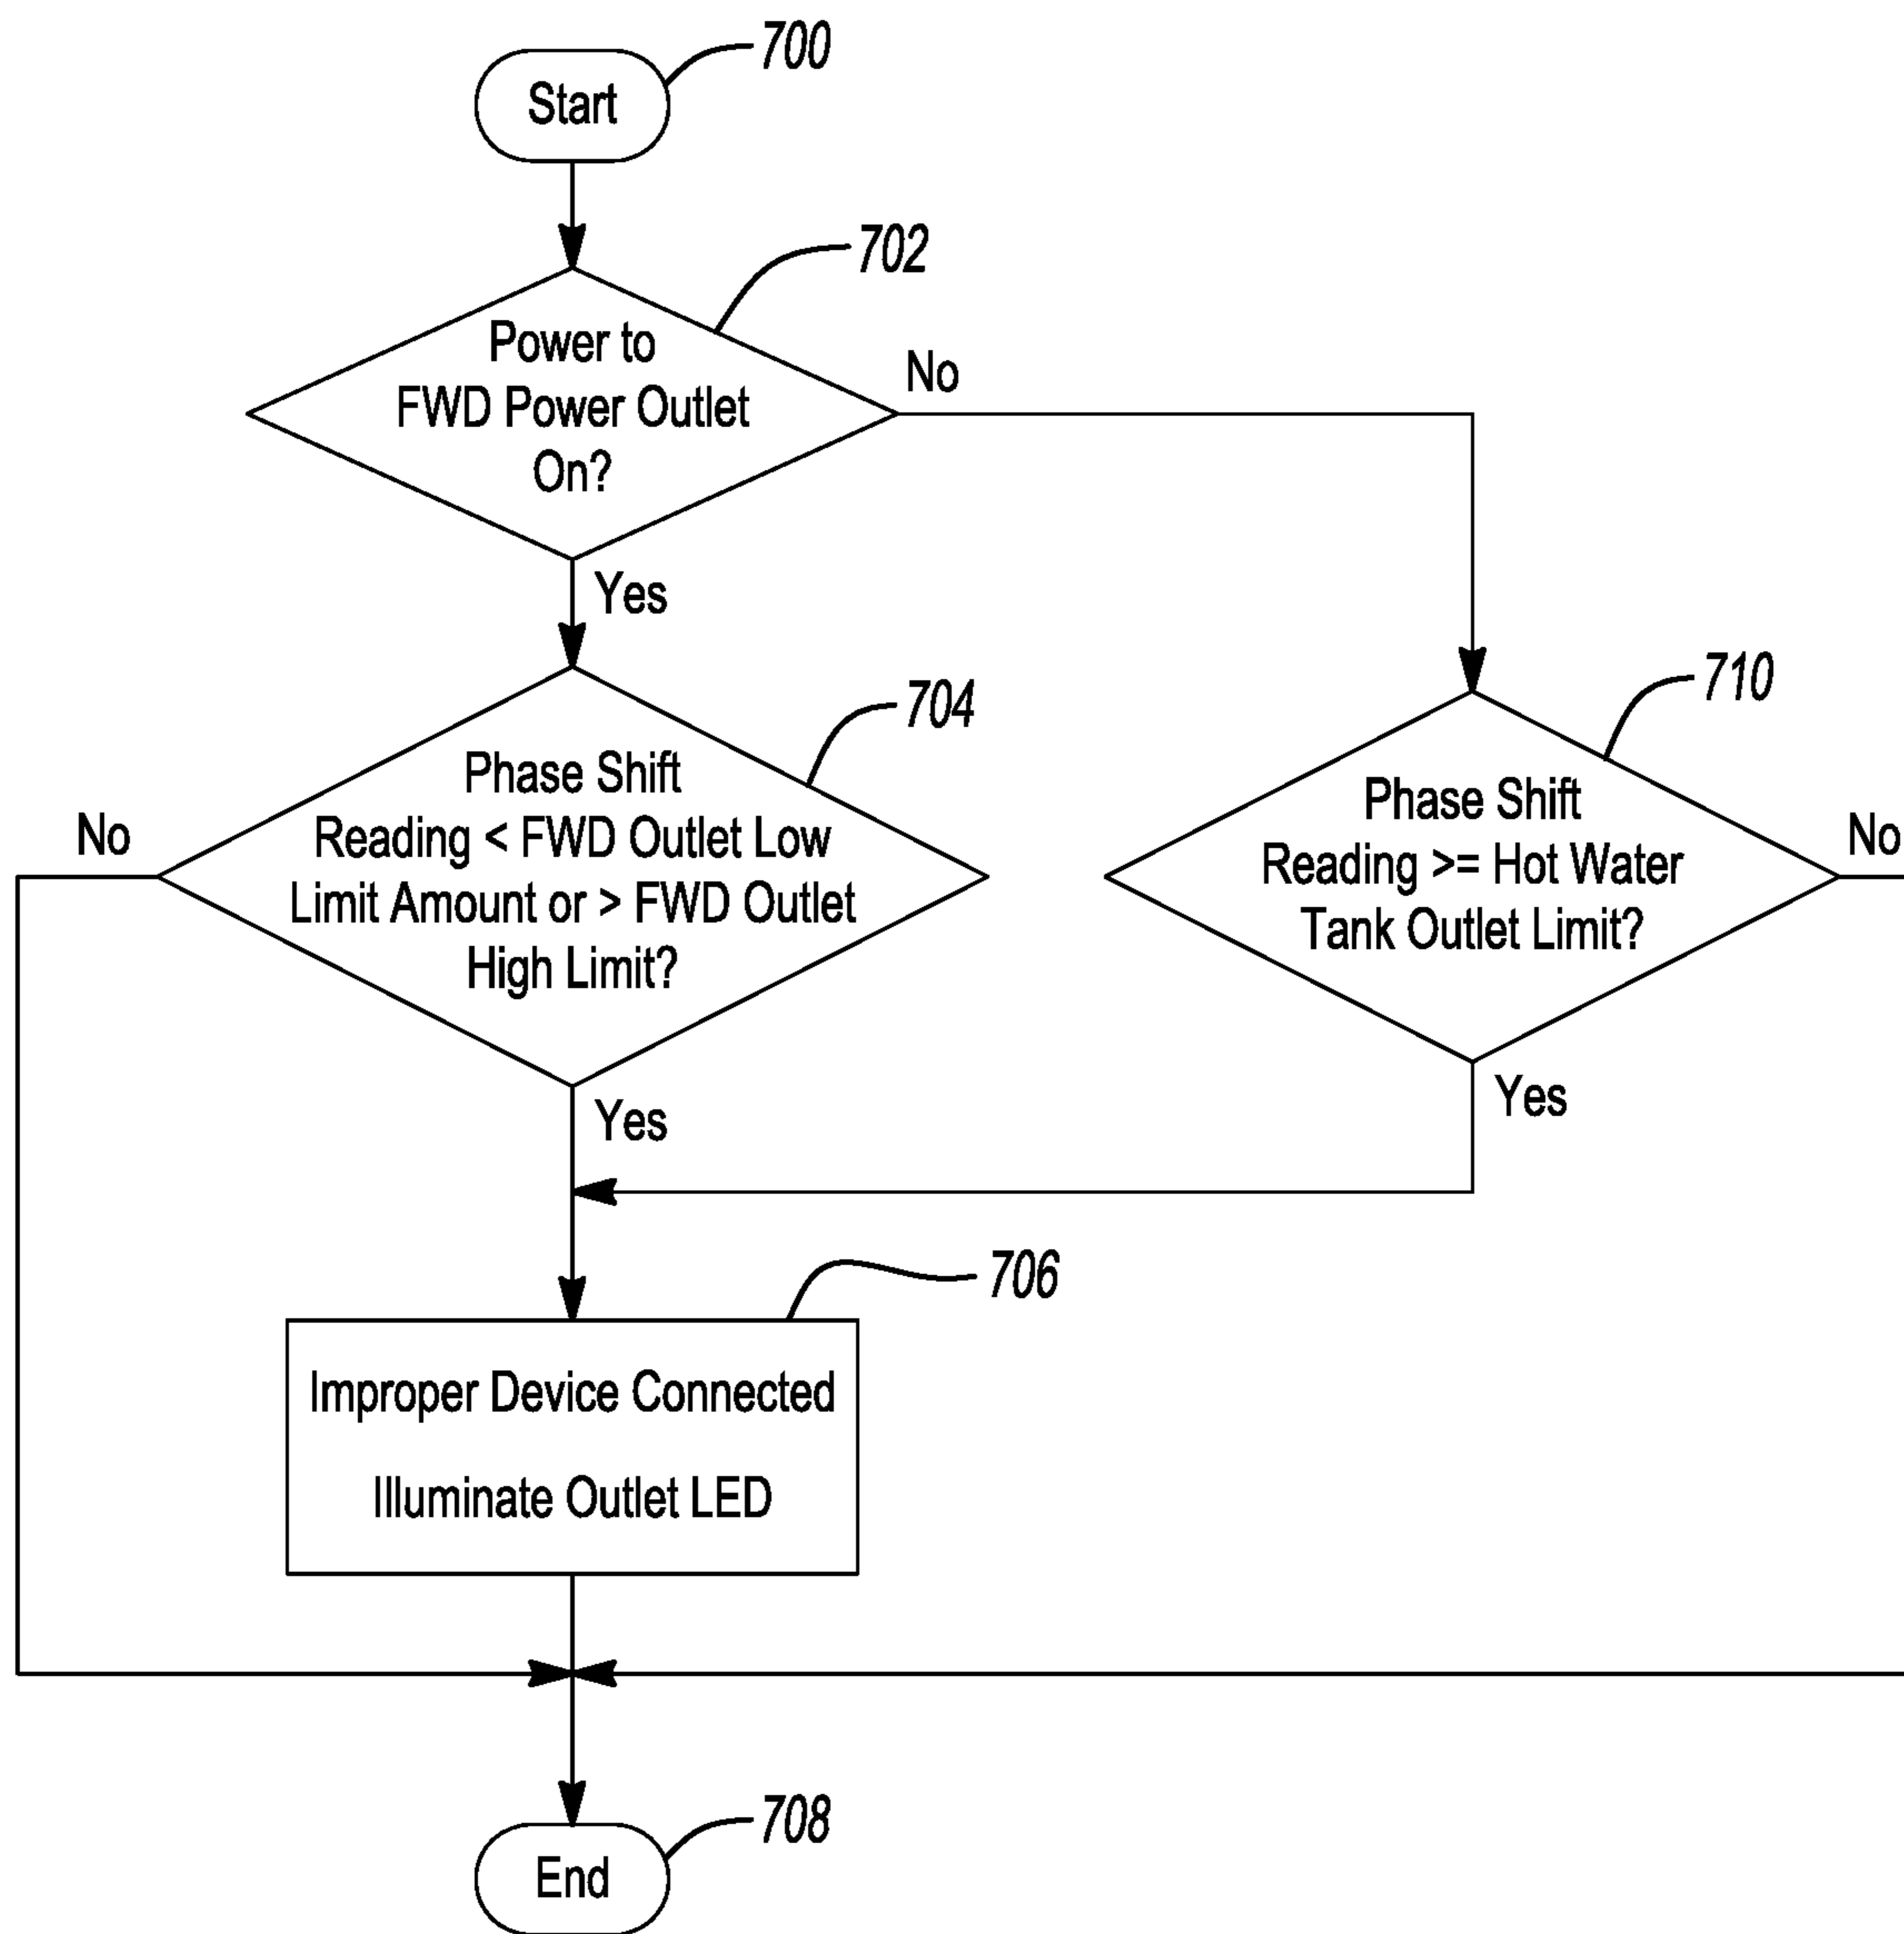 700
Start
702
Power to
FWD Power Outlet
On?
No
Yes
704
Phase Shift
Reading < FWD Outlet Low
Limit Amount or > FWD Outlet
High Limit?
No
Yes
710
Phase Shift
Reading >= Hot Water
Tank Outlet Limit?
No
Yes
706
Improper Device Connected
Illuminate Outlet LED
708
End